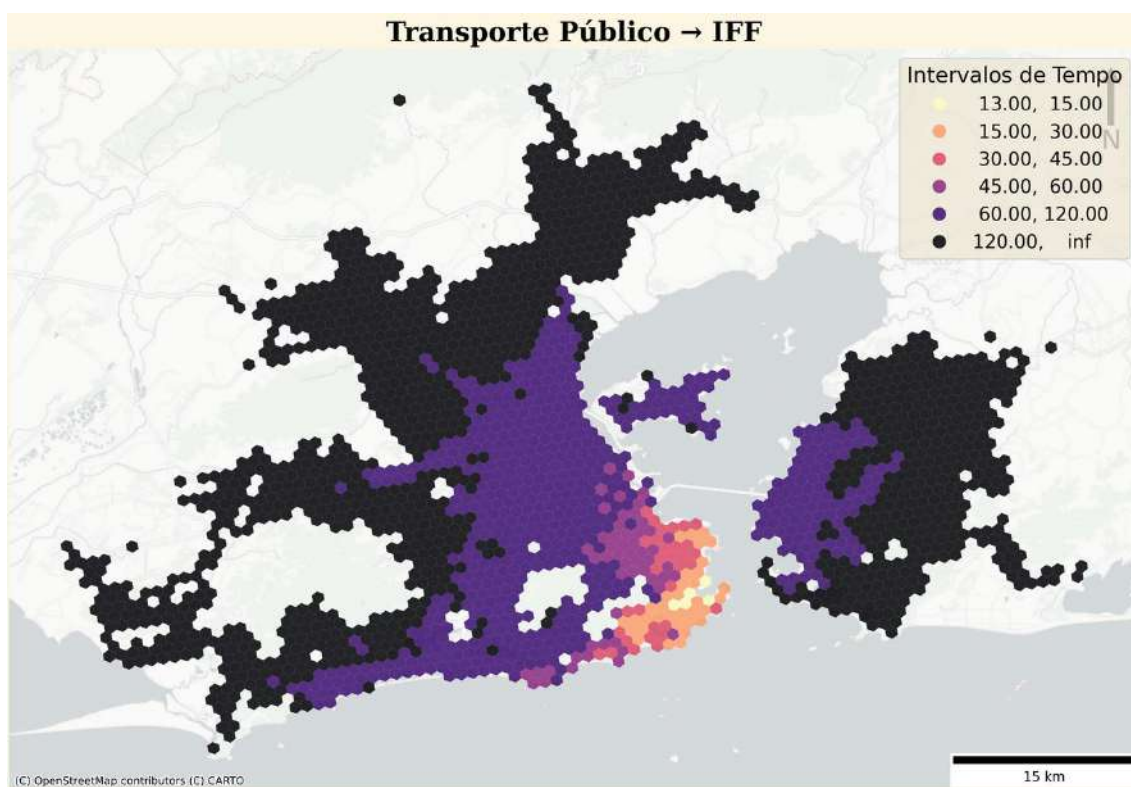 Transporte Público → IFF
Intervalos de Tempo
13.00, 15.00
15.00, 30.00
30.00, 45.00
45.00, 60.00
60.00, 120.00
120.00, inf
N
15 km
(C) OpenStreetMap contributors (C) CARTO